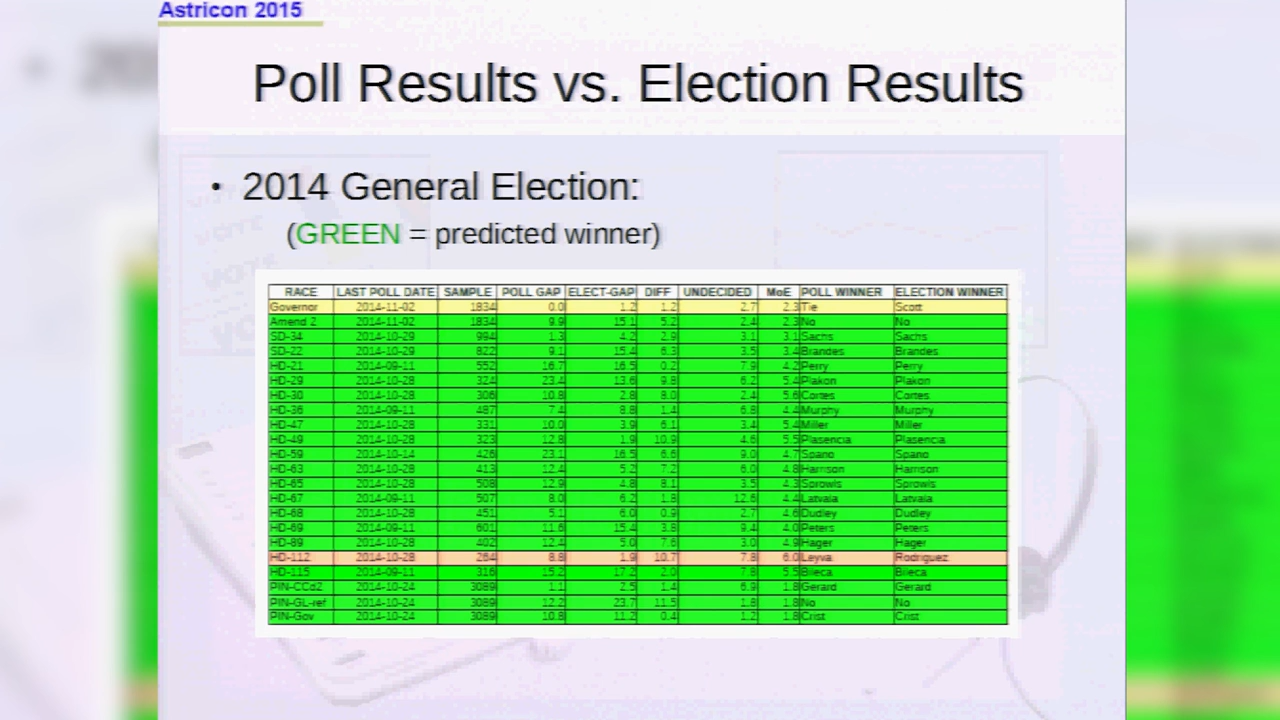 Astricon 2015
Poll Results vs. Election Results
• 2014 General Election:
(GREEN = predicted winner)
RACE LAST POLL DATE SAMPLE POLL GAP ELECT-GAP DIFF UNDECIDED MoE POLL WINNER ELECTION WINNER
Governor 2014-11-02 1834 0.0 1.2 1.2 2.7 2.3 Tie Scott
Amend 2 2014-11-02 1834 9.9 15.1 5.2 2.4 2.3 No No
SD-34 2014-10-29 994 1.3 4.2 2.9 3.1 3.1 Sachs Sachs
SD-22 2014-10-29 822 9.1 15.4 6.3 3.5 3.4 Brandes Brandes
HD-21 2014-09-11 552 16.7 16.5 0.2 7.9 4.2 Perry Perry
HD-29 2014-10-28 324 23.4 13.6 9.8 6.2 5.4 Plakon Plakon
HD-30 2014-10-28 306 10.8 2.8 8.0 2.4 5.6 Cortes Cortes
HD-36 2014-09-11 487 7.4 8.8 1.4 6.8 4.4 Murphy Murphy
HD-47 2014-10-28 331 10.0 3.9 6.1 3.4 5.4 Miller Miller
HD-49 2014-10-28 323 12.8 1.9 10.9 4.6 5.5 Plasencia Plasencia
HD-59 2014-10-14 426 23.1 16.5 6.6 9.0 4.7 Spano Spano
HD-63 2014-10-28 413 12.4 5.2 7.2 6.0 4.8 Harrison Harrison
HD-65 2014-10-28 508 12.9 4.8 8.1 3.5 4.3 Sprowls Sprowls
HD-67 2014-09-11 507 8.0 6.2 1.8 12.6 4.4 Latvala Latvala
HD-68 2014-10-28 451 5.1 6.0 0.9 2.7 4.6 Dudley Dudley
HD-69 2014-09-11 601 11.6 15.4 3.8 9.4 4.0 Peters Peters
HD-89 2014-10-28 402 12.4 5.0 7.6 3.0 4.9 Hager Hager
HD-112 2014-10-28 264 8.8 1.9 10.7 7.8 6.0 Leyva Rodriguez
HD-115 2014-09-11 316 15.2 17.2 2.0 7.8 5.5 Bileca Bileca
PIN-CCd2 2014-10-24 3089 1.1 2.5 1.4 6.9 1.8 Gerard Gerard
PIN-GL-ref 2014-10-24 3089 12.2 23.7 11.5 1.8 1.8 No No
PIN-Gov 2014-10-24 3089 10.8 11.2 0.4 1.2 1.8 Crist Crist